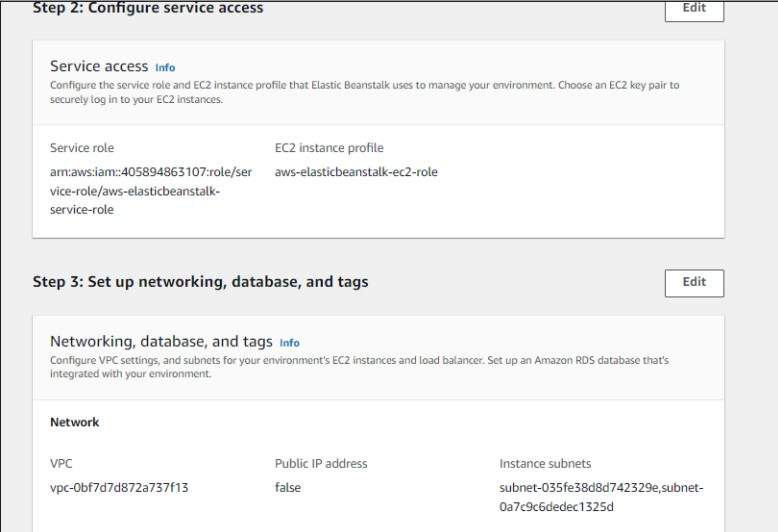 Step 2: Configure service access
Edit
Service access Info
Configure the service role and EC2 instance profile that Elastic Beanstalk uses to manage your environment. Choose an EC2 key pair to
securely log in to your EC2 instances.
Service role
EC2 instance profile
arn:aws:iam::405894863107:role/ser
vice-role/aws-elasticbeanstalk-
service-role
aws-elasticbeanstalk-ec2-role
Step 3: Set up networking, database, and tags
Edit
Networking, database, and tags Info
Configure VPC settings, and subnets for your environment's EC2 instances and load balancer. Set up an Amazon RDS database that's
integrated with your environment.
Network
VPC
Public IP address
Instance subnets
vpc-0bf7d7d872a737f13
false
subnet-035fe38d8d742329e,subnet-
0a7c9c6dedec1325d